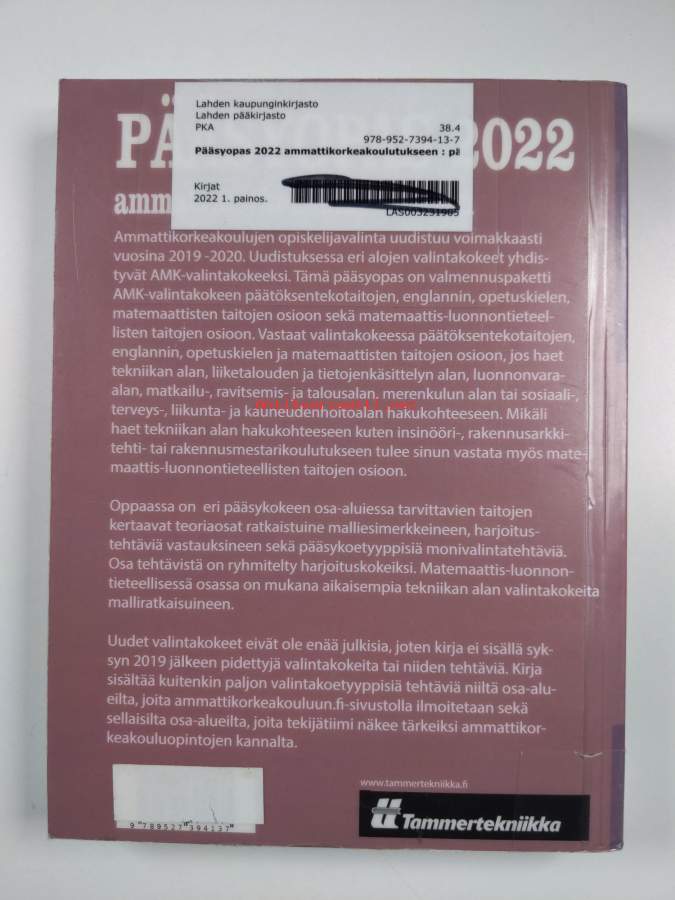 Lahden kaupunginkirjasto
Lahden pääkirjasto
PKA 38.4
978-952-7394-13-7
Pääsyopas 2022 ammattikorkeakoulutukseen : pä
Kirjat
2022 1. painos.
LAS003231905
PÄ 2022
amm
Ammattikorkeakoulujen opiskelijavalinta uudistuu voimakkaasti
vuosina 2019 -2020. Uudistuksessa eri alojen valintakokeet yhdis-
tyvät AMK-valintakokeeksi. Tämä pääsyopas on valmennuspaketti
AMK-valintakokeen päätöksentekotaitojen, englannin, opetuskielen,
matemaattisten taitojen osioon sekä matemaattis-luonnontieteel-
listen taitojen osioon. Vastaat valintakokeessa päätöksentekotaitojen,
englannin, opetuskielen ja matemaattisten taitojen osioon, jos haet
tekniikan alan, liiketalouden ja tietojenkäsittelyn alan, luonnonvara-
alan, matkailu-, ravitsemis- ja talousalan, merenkulun alan tai sosiaali-,
terveys-, liikunta- ja kauneudenhoitoalan hakukohteeseen. Mikäli
haet tekniikan alan hakukohteeseen kuten insinööri-, rakennusarkki-
tehti- tai rakennusmestarikoulutukseen tulee sinun vastata myös mate-
maattis-luonnontieteellisten taitojen osioon.
Oppaassa on eri pääsykokeen osa-aluiessa tarvittavien taitojen
kertaavat teoriaosat ratkaistuine malliesimerkkeineen, harjoitus-
tehtäviä vastauksineen sekä pääsykoetyyppisiä monivalintatehtäviä.
Osa tehtävistä on ryhmitelty harjoituskokeiksi. Matemaattis-luonnon-
tieteellisessä osassa on mukana aikaisempia tekniikan alan valintakokeita
malliratkaisuineen.
Uudet valintakokeet eivät ole enää julkisia, joten kirja ei sisällä syk-
syn 2019 jälkeen pidettyjä valintakokeita tai niiden tehtäviä. Kirja
sisältää kuitenkin paljon valintakoetyyppisiä tehtäviä niiltä osa-alu-
eilta, joita ammattikorkeakouluun.fi-sivustolla ilmoitetaan sekä
sellaisilta osa-alueilta, joita tekijätiimi näkee tärkeiksi ammattikor-
keakouluopintojen kannalta.
www.tammertekniikka.fi
Tammertekniikka
9 789527 394137